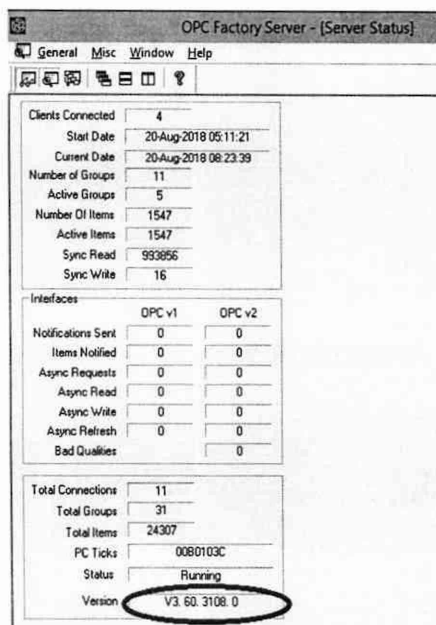 OPC Factory Server - [Server Status]
General Misc Window Help
Clients Connected 4
Start Date 20-Aug-2018 05:11:21
Current Date 20-Aug-2018 08:23:39
Number of Groups 11
Active Groups 5
Number Of Items 1547
Active Items 1547
Sync Read 993856
Sync Write 16
Interfaces
OPC v1 OPC v2
Notifications Sent 0 0
Items Notified 0 0
Async Requests 0 0
Async Read 0 0
Async Write 0 0
Async Refresh 0 0
Bad Qualities 0
Total Connections 11
Total Groups 31
Total Items 24307
PC Ticks 00B0103C
Status Running
Version V3. 60. 3108. 0